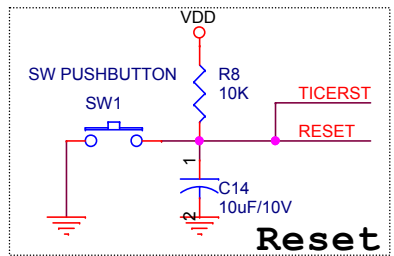 VDD
SW PUSHBUTTON
R8
10K
SW1
TICERST
RESET
1
C14
10uF/10V
2
Reset